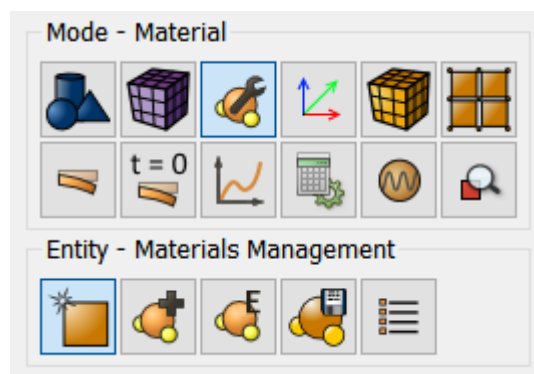 Mode - Material
t = 0
Entity - Materials Management
E